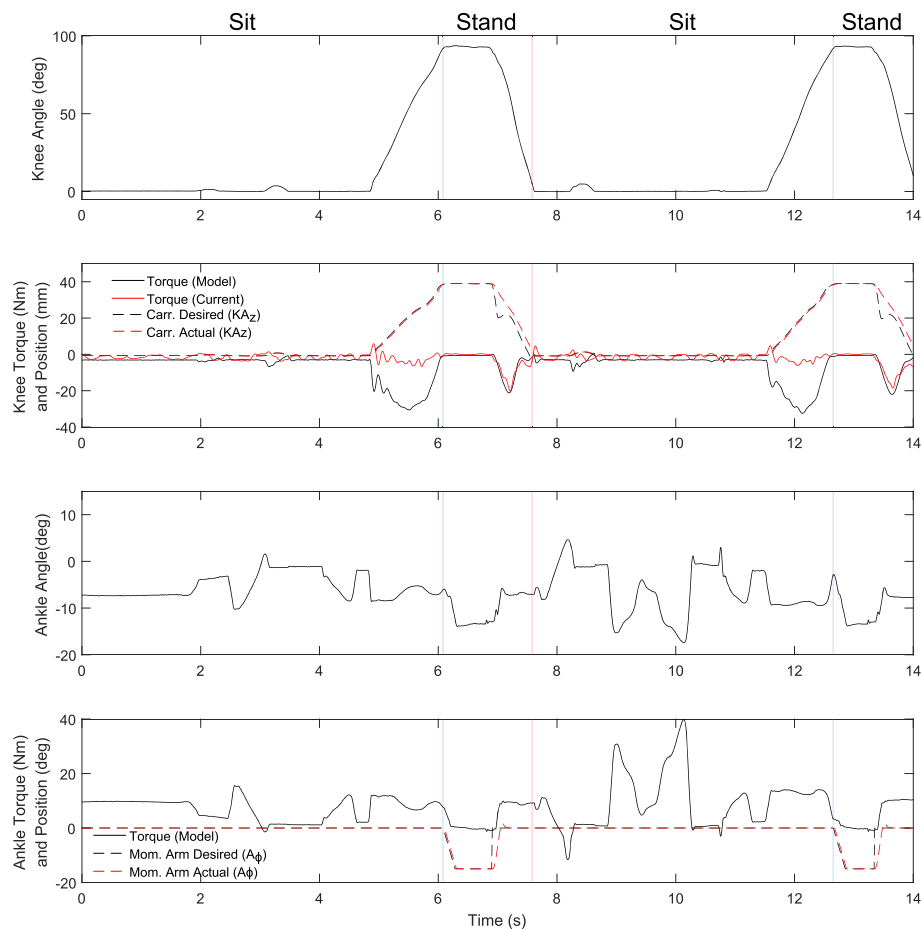 Sit Stand Sit Stand
Knee Angle (deg)
100
50
0
0 2 4 6 8 10 12 14
Knee Torque (Nm)
and Position (mm)
40
20
0
-20
-40
Torque (Model)
Torque (Current)
Carr. Desired (KAz)
Carr. Actual (KAz)
0 2 4 6 8 10 12 14
Ankle Angle(deg)
10
0
-10
-20
0 2 4 6 8 10 12 14
Ankle Torque (Nm)
and Position (deg)
40
20
0
-20
Torque (Model)
Mom. Arm Desired (Aϕ)
Mom. Arm Actual (Aϕ)
0 2 4 6 8 10 12 14
Time (s)